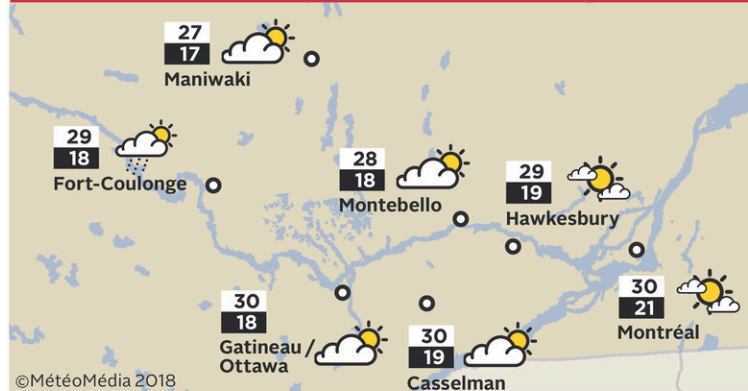 27
17
Maniwaki
29
18
Fort-Coulonge
28
18
Montebello
29
19
Hawkesbury
30
18
Gatineau /
Ottawa
30
19
Casselman
30
21
Montréal
©MétéoMédia 2018